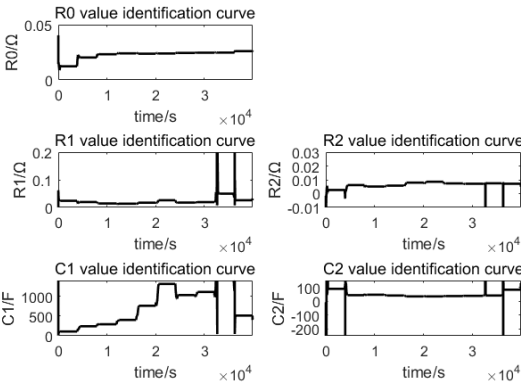 R0 value identification curve
0.05
R0/Ω
0
0 1 2 3
×10⁴
time/s
R1 value identification curve
0.2
0.1
R1/Ω
0
0 1 2 3
×10⁴
time/s
R2 value identification curve
0.03
0.02
0.01
0
-0.01
R2/Ω
0 1 2 3
×10⁴
time/s
C1 value identification curve
1000
500
0
C1/F
0 1 2 3
×10⁴
time/s
C2 value identification curve
100
0
-100
-200
C2/F
0 1 2 3
×10⁴
time/s